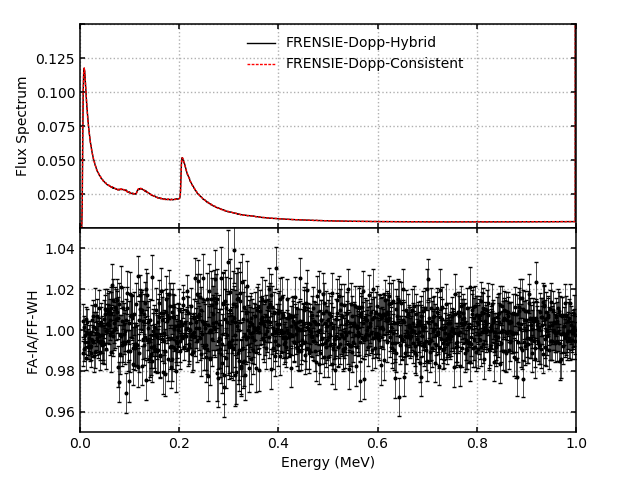 FRENSIE-Dopp-Hybrid
FRENSIE-Dopp-Consistent
Flux Spectrum
0.125
0.100
0.075
0.050
0.025
FA-IA/FF-WH
1.04
1.02
1.00
0.98
0.96
0.0 0.2 0.4 0.6 0.8 1.0
Energy (MeV)